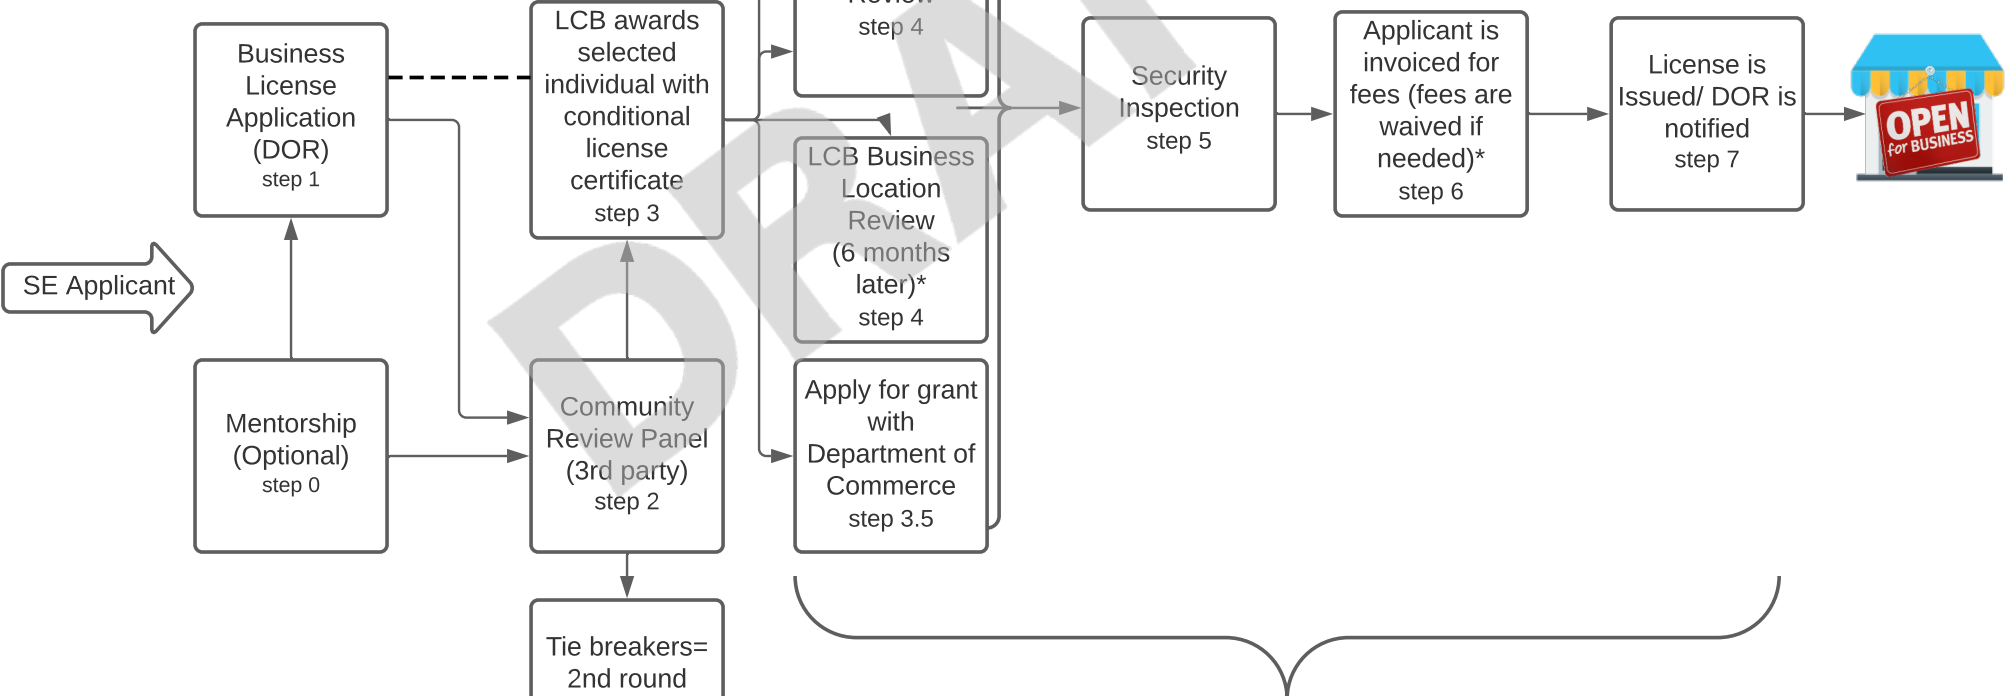 Business
License
Application
(DOR)
step 1
SE Applicant
Mentorship
(Optional)
step 0
LCB awards
selected
individual with
conditional
license
certificate
step 3
Community
Review Panel
(3rd party)
step 2
Tie breakers=
2nd round
Review
step 4
LCB Business
Location
Review
(6 months
later)*
step 4
Apply for grant
with
Department of
Commerce
step 3.5
Security
Inspection
step 5
Applicant is
invoiced for
fees (fees are
waived if
needed)*
step 6
License is
Issued/ DOR is
notified
step 7
OPEN
for BUSINESS
DRAF